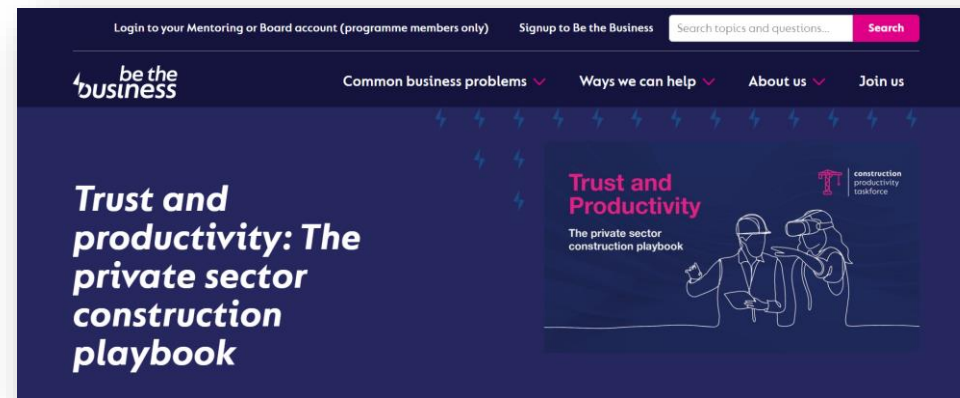 Login to your Mentoring or Board account (programme members only) Signup to Be the Business Search topics and questions... Search
be the
business
Common business problems Ways we can help About us Join us
Trust and
productivity: The
private sector
construction
playbook
Trust and
Productivity
The private sector
construction playbook
construction
productivity
taskforce